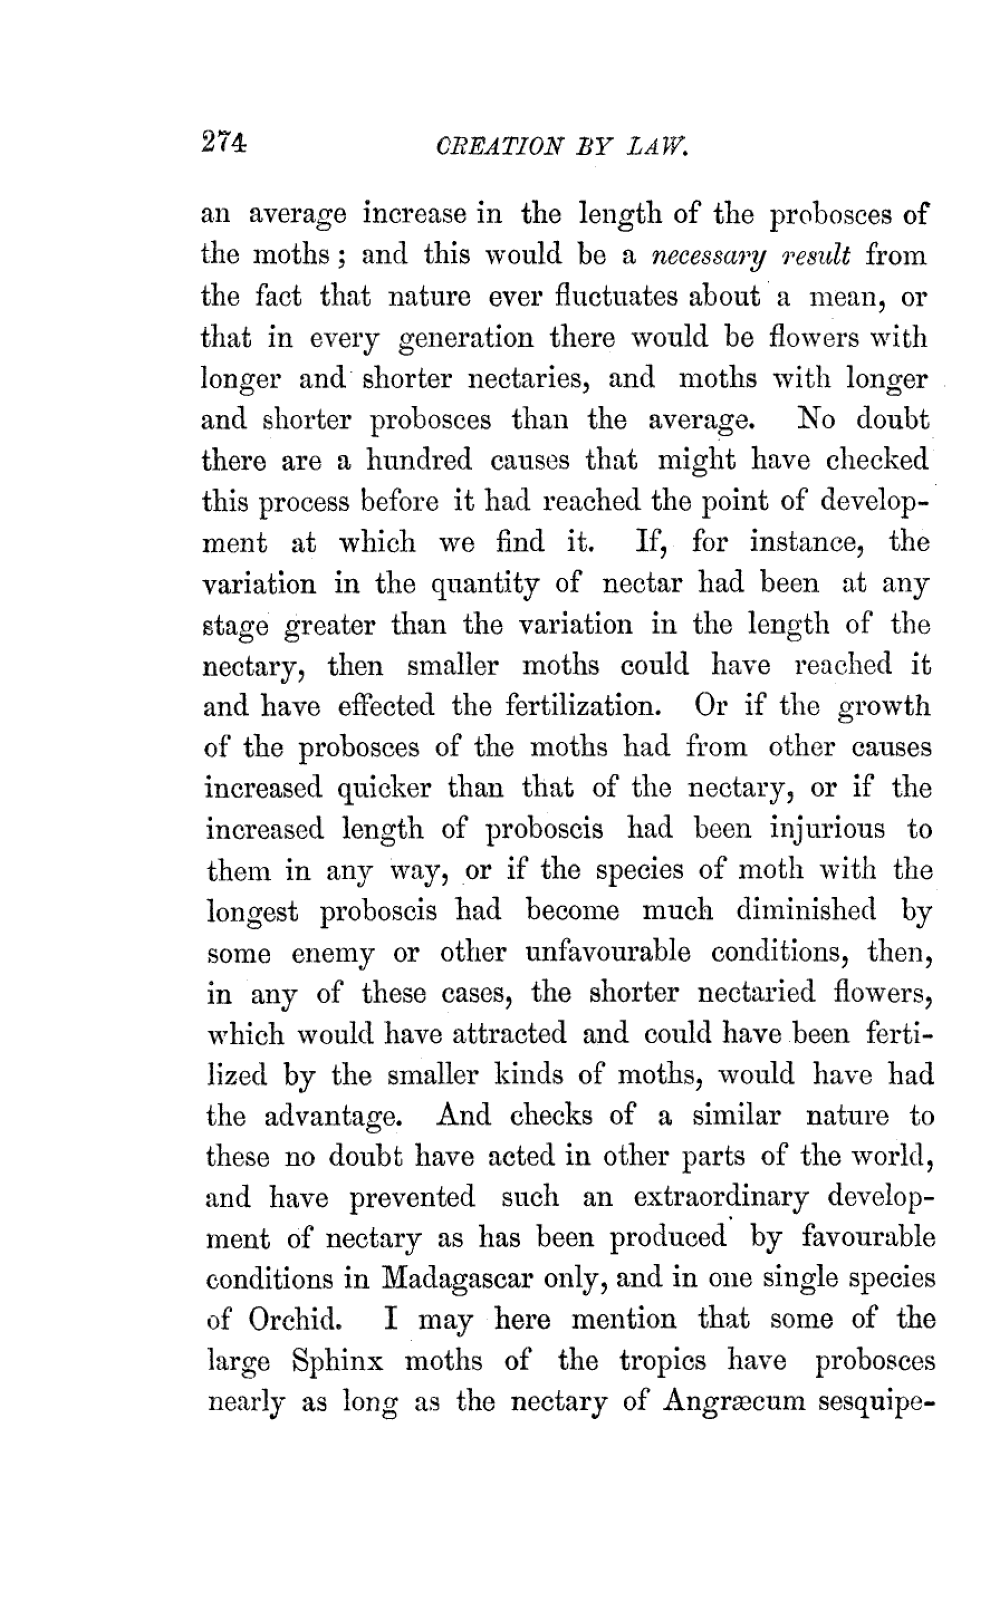 274 CREATION BY LAW.
an average increase in the length of the probosces of
the moths ; and this would be a necessary result from
the fact that nature ever fluctuates about a mean, or
that in every generation there would be flowers with
longer and shorter nectaries, and moths with longer
and shorter probosces than the average. No doubt
there are a hundred causes that might have checked
this process before it had reached the point of develop-
ment at which we find it. If, for instance, the
variation in the quantity of nectar had been at any
stage greater than the variation in the length of the
nectary, then smaller moths could have reached it
and have effected the fertilization. Or if the growth
of the probosces of the moths had from other causes
increased quicker than that of the nectary, or if the
increased length of proboscis had been injurious to
them in any way, or if the species of moth with the
longest proboscis had become much diminished by
some enemy or other unfavourable conditions, then,
in any of these cases, the shorter nectaried flowers,
which would have attracted and could have been ferti-
lized by the smaller kinds of moths, would have had
the advantage. And checks of a similar nature to
these no doubt have acted in other parts of the world,
and have prevented such an extraordinary develop-
ment of nectary as has been produced by favourable
conditions in Madagascar only, and in one single species
of Orchid. I may here mention that some of the
large Sphinx moths of the tropics have probosces
nearly as long as the nectary of Angræcum sesquipe-